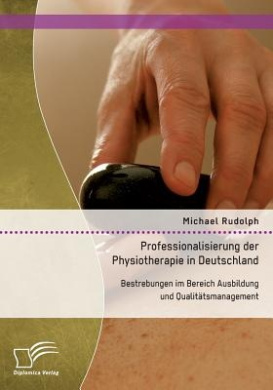 Michael Rudolph
Professionalisierung der
Physiotherapie in Deutschland
Bestrebungen im Bereich Ausbildung
und Qualitätsmanagement
Diplomica Verlag